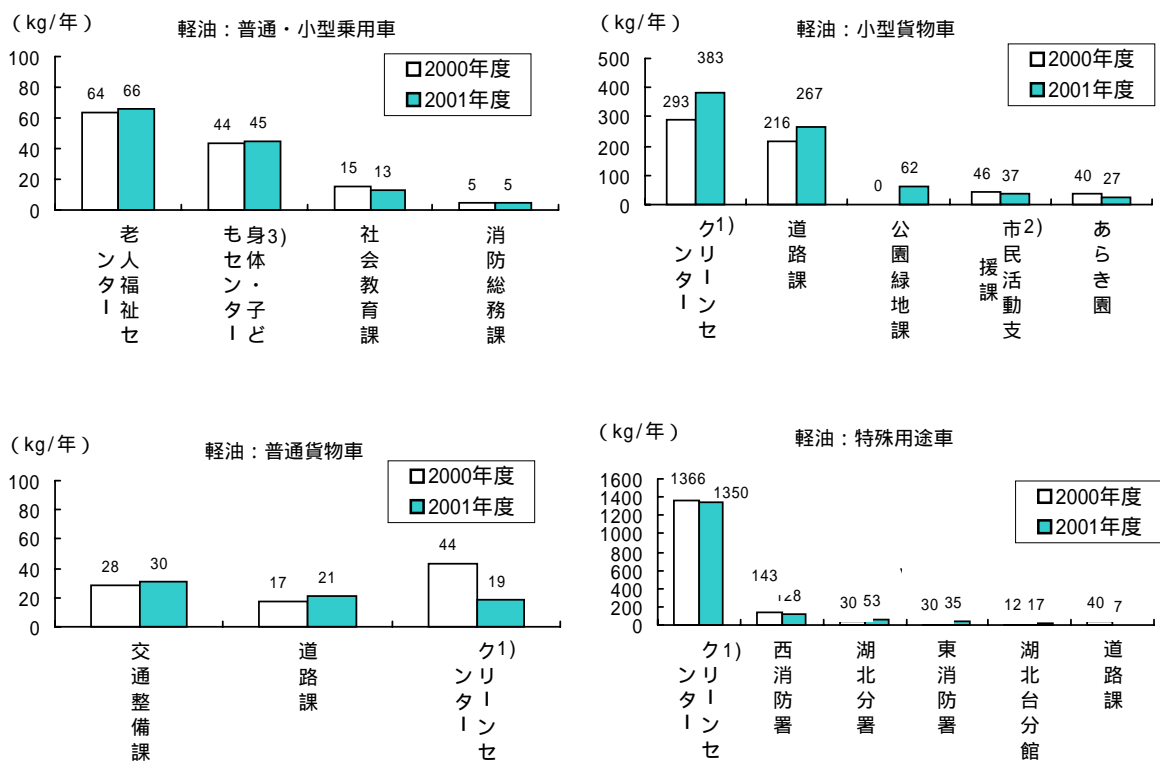 （kg/年）
軽油：普通・小型乗用車
2000年度
2001年度
100
80
60
40
20
0
64
66
44
45
15
13
5
5
老人福祉センター
身体・子どもセンター3)
社会教育課
消防総務課
（kg/年）
軽油：小型貨物車
2000年度
2001年度
500
400
300
200
100
0
293
383
216
267
0
62
46
37
40
27
クリーンセンター1)
道路課
公園緑地課
市民活動支援課2)
あらき園
（kg/年）
軽油：普通貨物車
2000年度
2001年度
100
80
60
40
20
0
28
30
17
21
44
19
交通整備課
道路課
クリーンセンター1)
（kg/年）
軽油：特殊用途車
2000年度
2001年度
1600
1400
1200
1000
800
600
400
200
0
1366
1350
143
128
30
53
30
35
12
17
40
7
クリーンセンター1)
西消防署
湖北分署
東消防署
湖北台分館
道路課